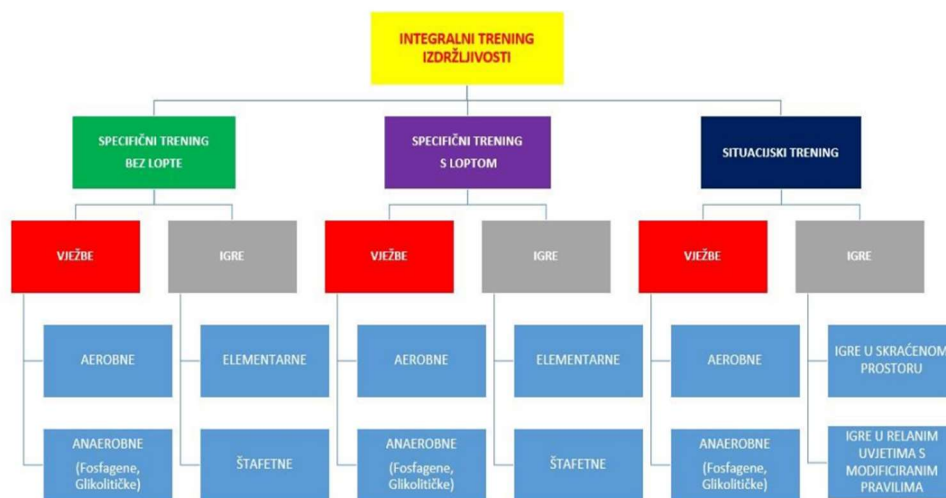 INTEGRALNI TRENING
IZDRŽLJIVOSTI
SPECIFIČNI TRENING
BEZ LOPTE
SPECIFIČNI TRENING
S LOPTOM
SITUACIJSKI TRENING
VJEŽBE
IGRE
VJEŽBE
IGRE
VJEŽBE
IGRE
AEROBNE
ELEMENTARNE
AEROBNE
ELEMENTARNE
AEROBNE
IGRE U SKRAĆENOM
PROSTORU
ANAEROBNE
(Fosfagene,
Glikolitičke)
ŠTAFETNE
ANAEROBNE
(Fosfagene,
Glikolitičke)
ŠTAFETNE
ANAEROBNE
(Fosfagene,
Glikolitičke)
IGRE U RELANIM
UVJETIMA S
MODIFICIRANIM
PRAVILIMA